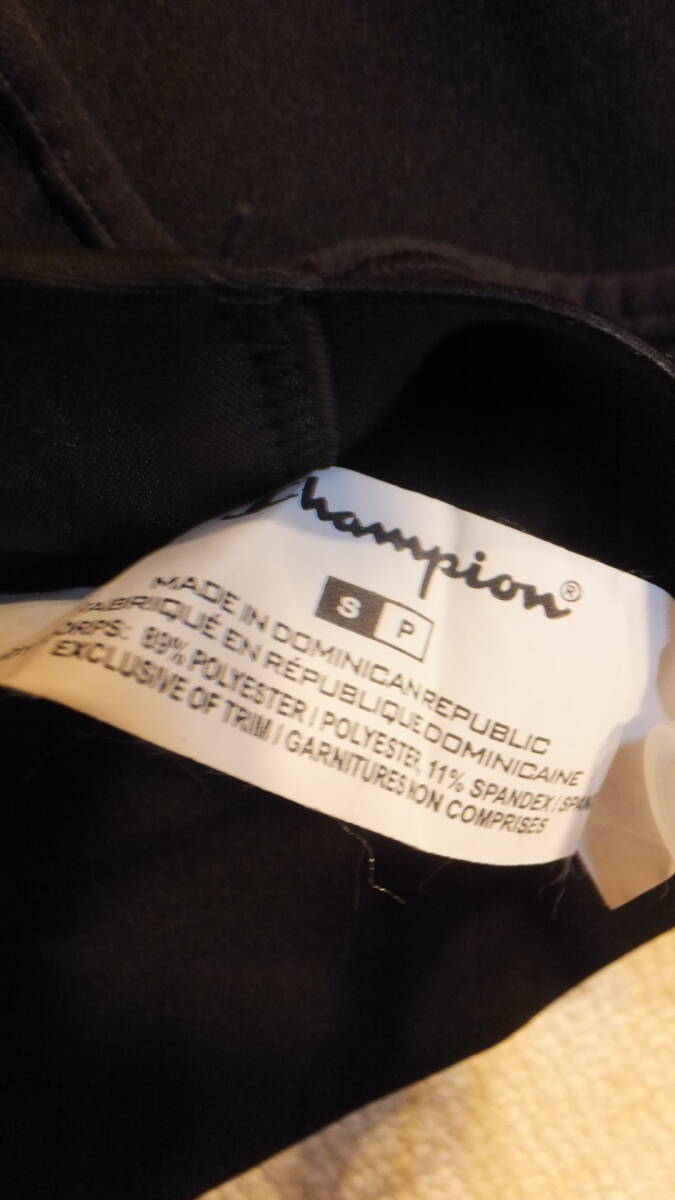 Champion®
S P
MADE IN DOMINICAN REPUBLIC
FABRIQUÉ EN RÉPUBLIQUE DOMINICAINE
89% POLYESTER / POLYESTER, 11% SPANDEX /
EXCLUSIVE OF TRIM / GARNITURES NON COMPRISES